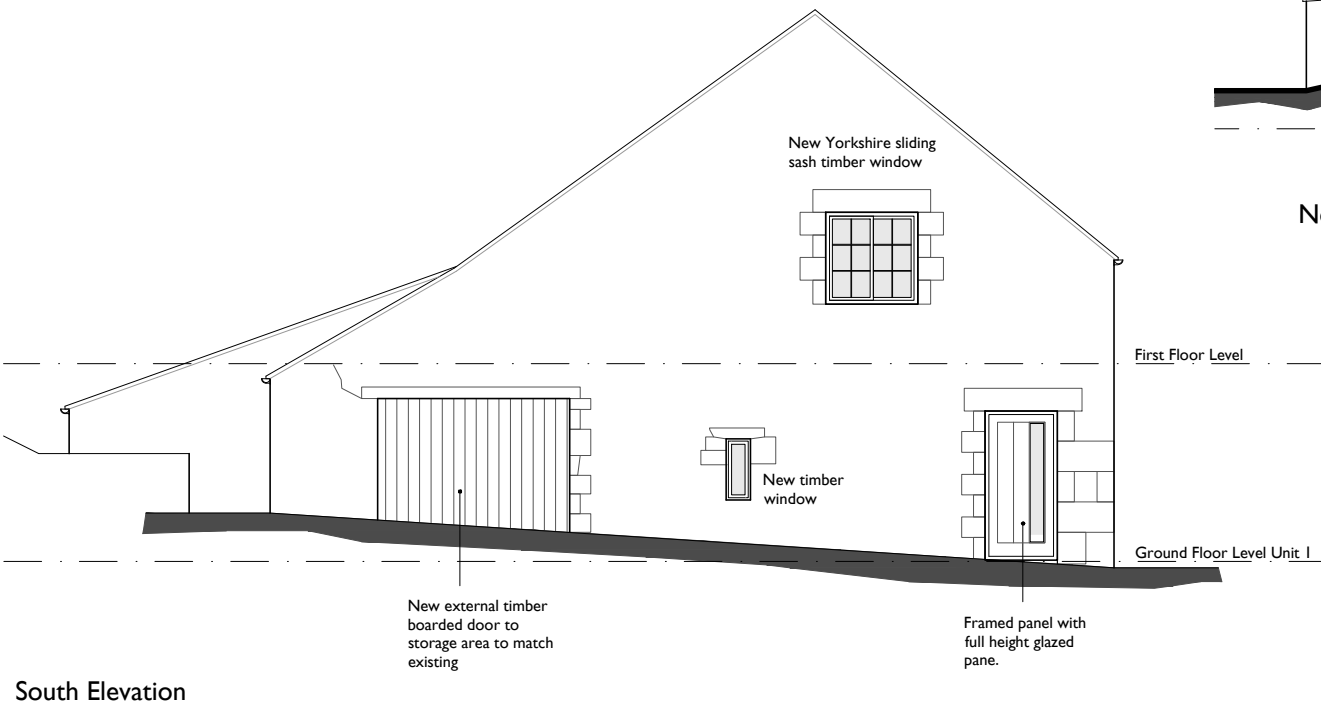 New Yorkshire sliding
sash timber window
First Floor Level
New timber
window
Ground Floor Level Unit 1
New external timber
boarded door to
storage area to match
existing
Framed panel with
full height glazed
pane.
South Elevation